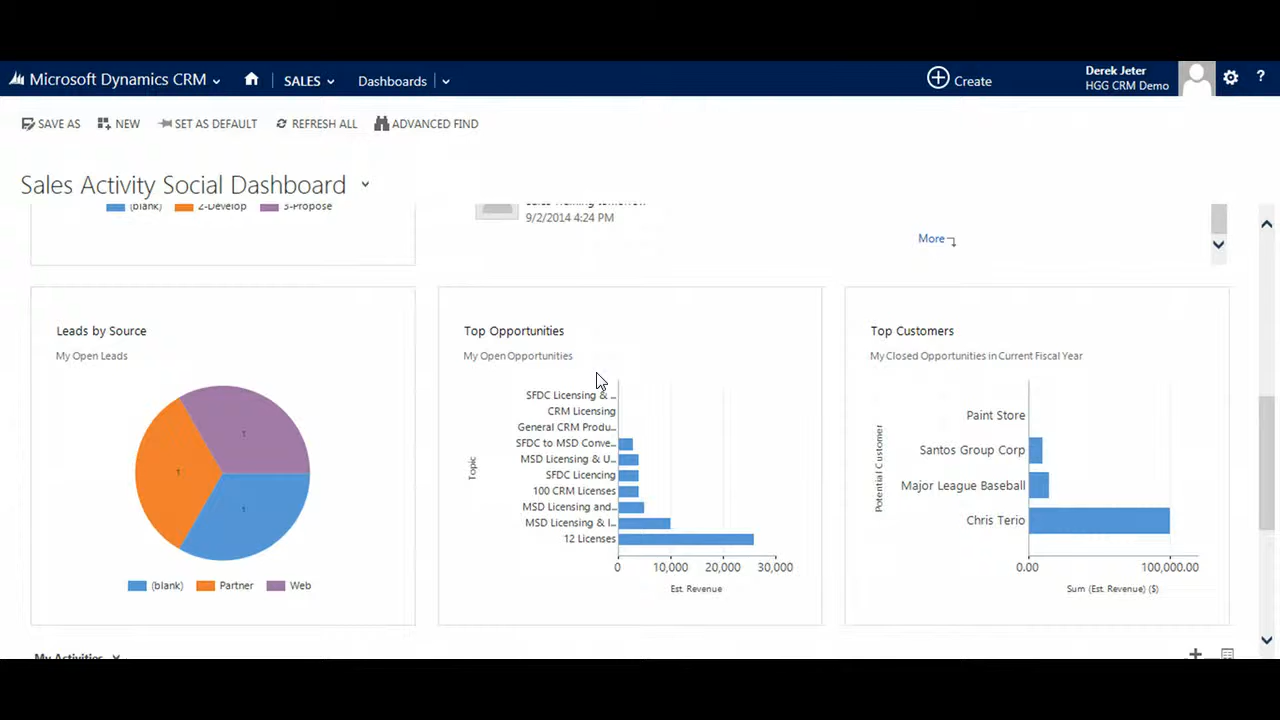 Microsoft Dynamics CRM
SALES
Dashboards
Create
Derek Jeter
HGG CRM Demo
?
SAVE AS
NEW
SET AS DEFAULT
REFRESH ALL
ADVANCED FIND
Sales Activity Social Dashboard
(blank) 2-Develop 3-Propose
Sales Training tomorrow
9/2/2014 4:24 PM
More
Leads by Source
My Open Leads
1
1
1
(blank) Partner Web
Top Opportunities
My Open Opportunities
Topic
SFDC Licensing & ...
CRM Licensing
General CRM Produ...
SFDC to MSD Conve...
MSD Licensing & U...
SFDC Licencing
100 CRM Licenses
MSD Licensing and...
MSD Licensing & I...
12 Licenses
0 10,000 20,000 30,000
Est. Revenue
Top Customers
My Closed Opportunities in Current Fiscal Year
Potential Customer
Paint Store
Santos Group Corp
Major League Baseball
Chris Terio
0.00 100,000.00
Sum (Est. Revenue) ($)
My Activities